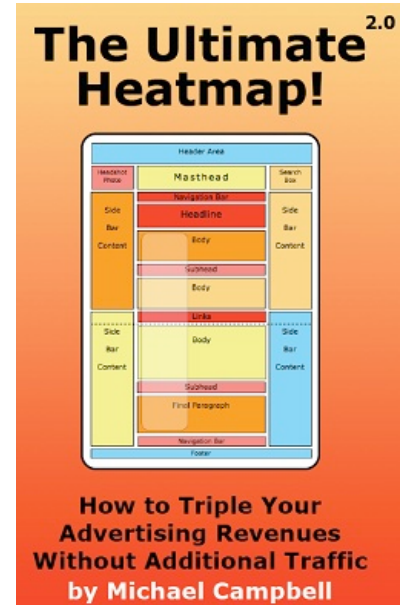 The Ultimate 2.0
Heatmap!
Header Area
Headshot
Photo
Masthead
Search
Box
Navigation Bar
Headline
Side
Bar
Content
Body
Side
Bar
Content
Subhead
Body
Links
Side
Bar
Content
Body
Side
Bar
Content
Subhead
Final Paragraph
Navigation Bar
Footer
How to Triple Your
Advertising Revenues
Without Additional Traffic
by Michael Campbell